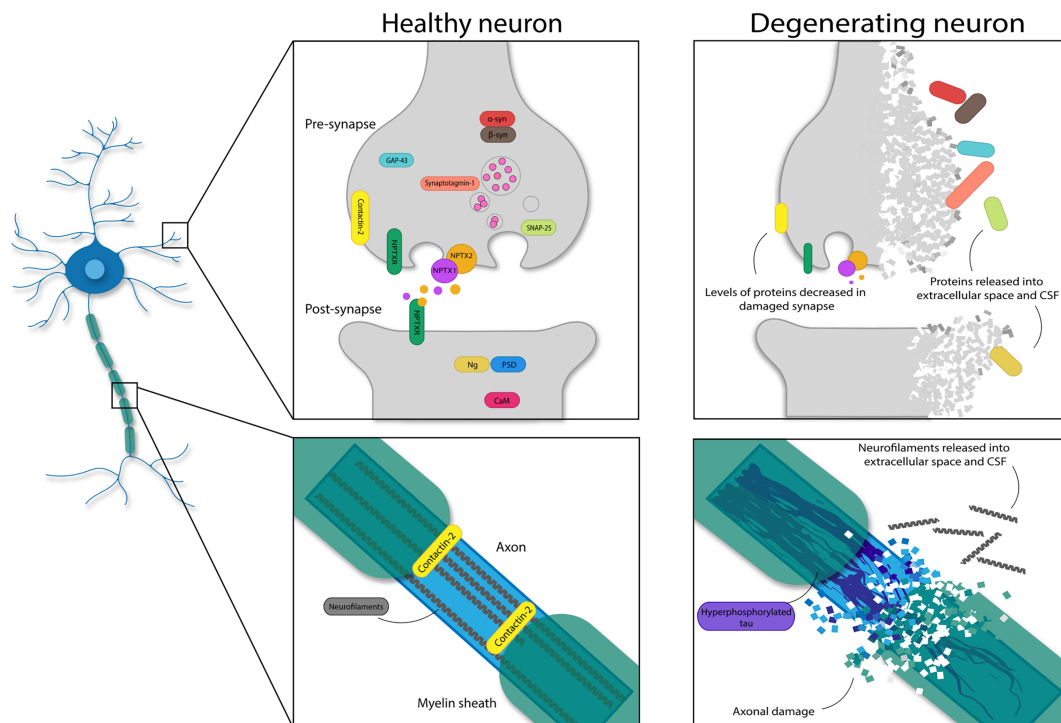 Healthy neuron
Degenerating neuron
Pre-synapse
α-syn
β-syn
GAP-43
Synaptotagmin-1
Contactin-2
SNAP-25
NPTXR
NPTX2
NPTX1
Post-synapse
NPTXR
Ng
PSD
CaM
Levels of proteins decreased in
damaged synapse
Proteins released into
extracellular space and CSF
Contactin-2
Axon
Neurofilaments
Contactin-2
Myelin sheath
Neurofilaments released into
extracellular space and CSF
Hyperphosphorylated
tau
Axonal damage